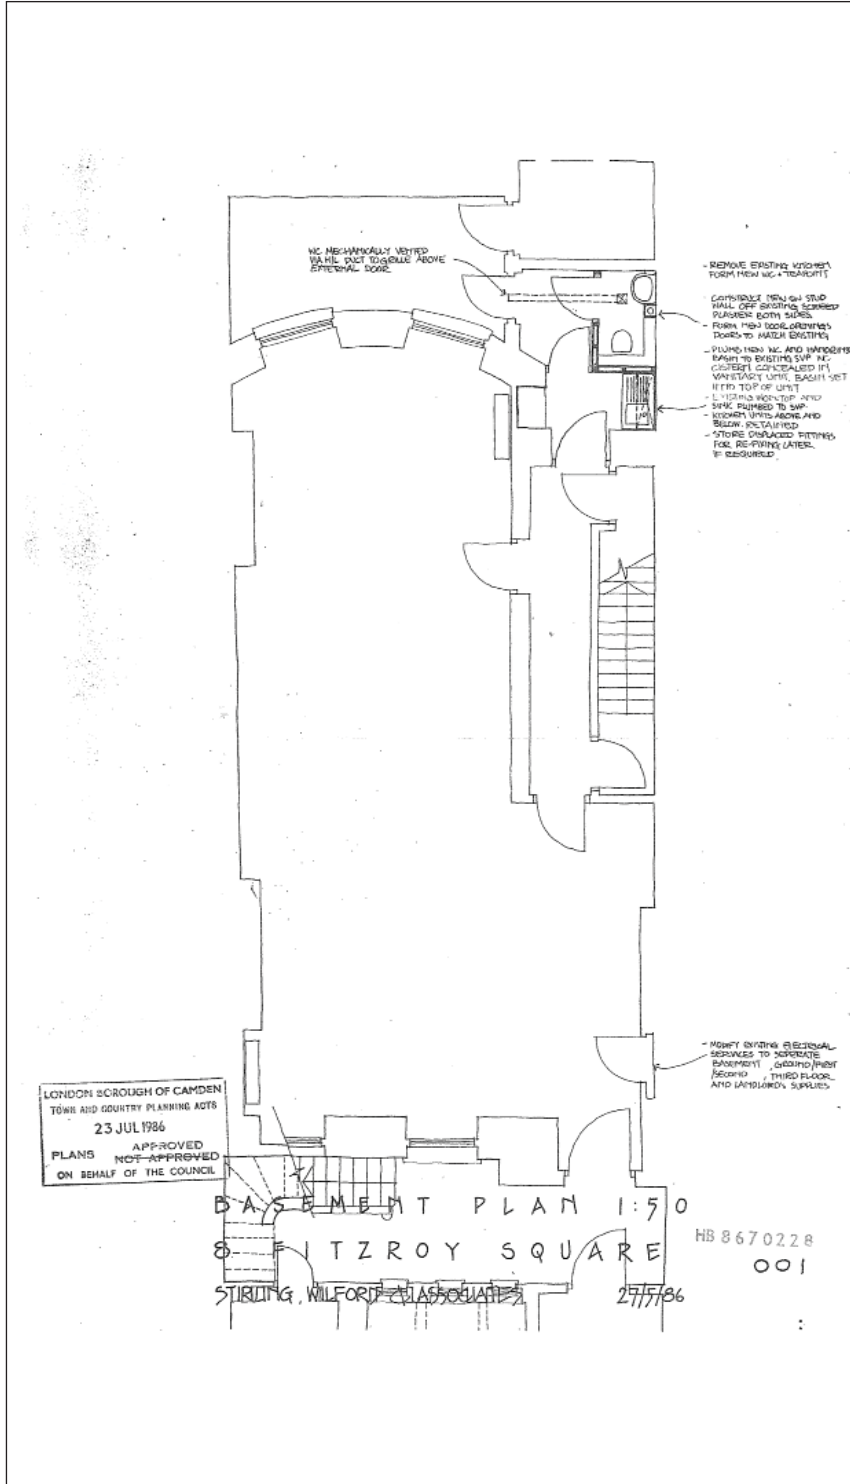 WC MECHANICALLY VENTED
VIA H/L DUCT TO GRILLE ABOVE
EXTERNAL DOOR
- REMOVE EXISTING KITCHEN
FORM NEW WC + TEAPOINT
- CONSTRUCT NEW STUD
WALL OFF EXISTING SCREED
PLASTER BOTH SIDES
- FORM NEW DOOR OPENINGS
DOORS TO MATCH EXISTING
- PLUMB NEW WC AND HANDRINSE
BASIN TO EXISTING SVP WC
CISTERN CONCEALED IN
VANITARY UNIT, BASIN SET
INTO TOP OF UNIT
- EXISTING WORKTOP AND
SINK PLUMBED TO SVP
- KITCHEN UNITS ABOVE AND
BELOW RETAINED
- STORE DISPLACED FITTINGS
FOR RE-FIXING LATER
IF REQUIRED
- MODIFY EXISTING ELECTRICAL
SERVICES TO SEPERATE
BASEMENT, GROUND/FIRST
/SECOND, THIRD FLOOR
AND LANDLORDS SUPPLIES
LONDON BOROUGH OF CAMDEN
TOWN AND COUNTRY PLANNING ACTS
23 JUL 1986
PLANS APPROVED
NOT APPROVED
ON BEHALF OF THE COUNCIL
BASEMENT PLAN 1:50
8 FITZROY SQUARE
HB 8670228
001
STIRLING, WILFORD & ASSOCIATES 27/5/86